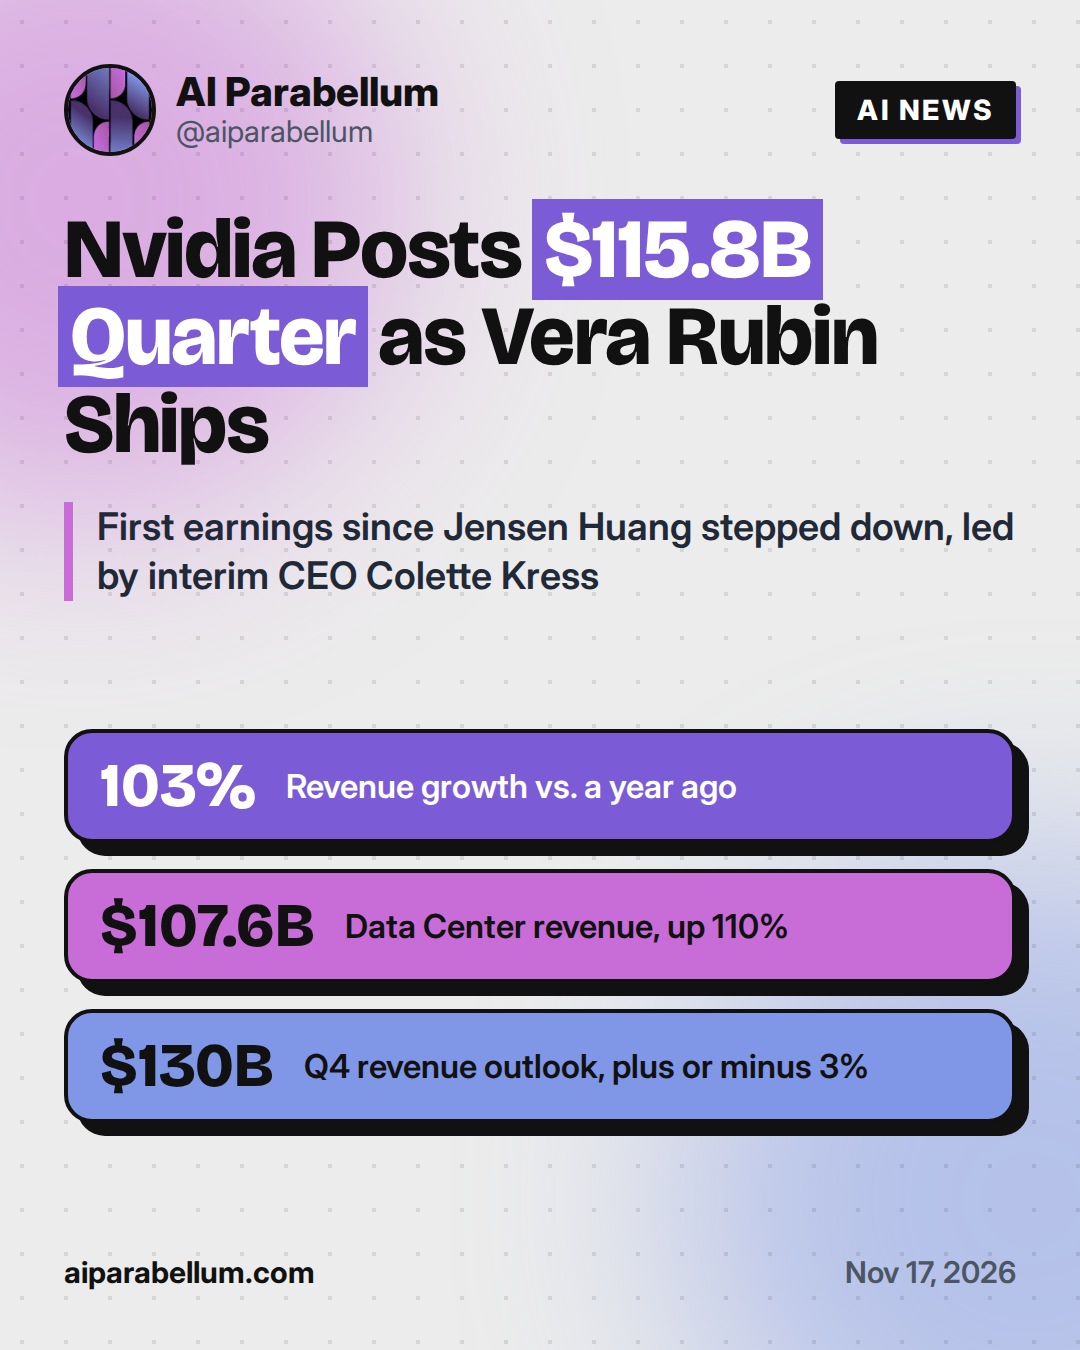 AI Parabellum
@aiparabellum
AI NEWS
Nvidia Posts $115.8B
Quarter as Vera Rubin
Ships
First earnings since Jensen Huang stepped down, led
by interim CEO Colette Kress
103% Revenue growth vs. a year ago
$107.6B Data Center revenue, up 110%
$130B Q4 revenue outlook, plus or minus 3%
aiparabellum.com
Nov 17, 2026